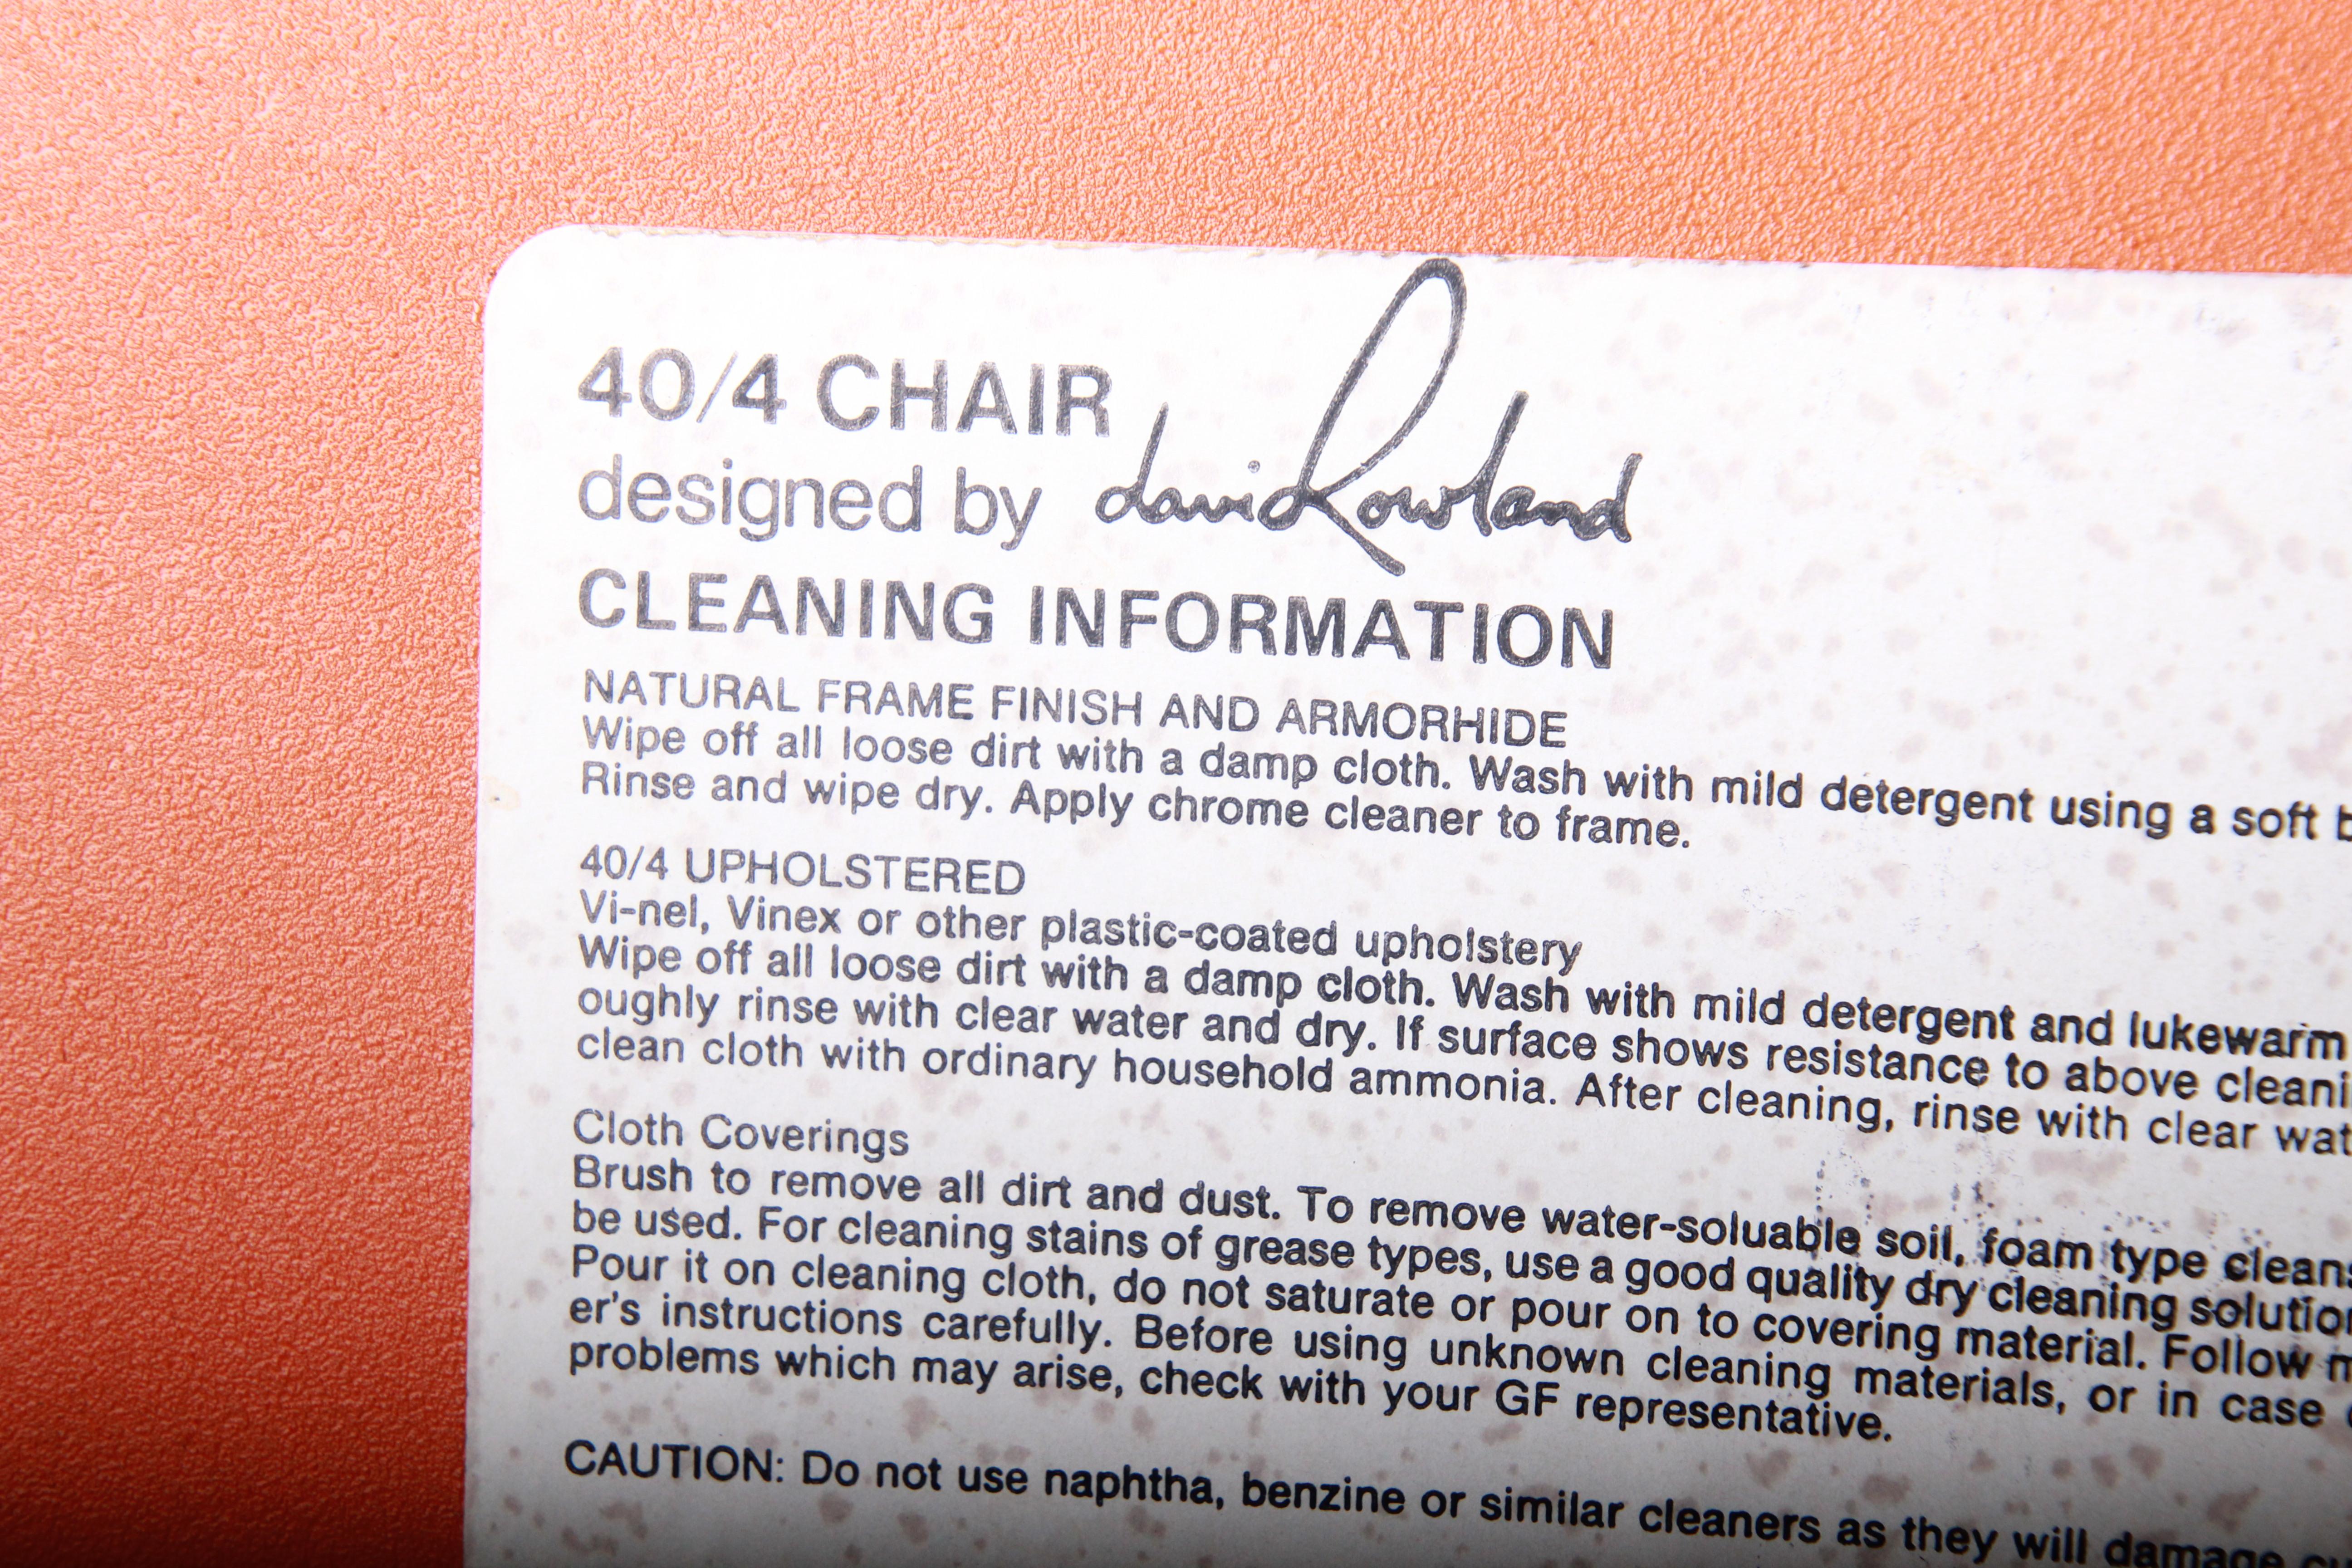 40/4 CHAIR
designed by david Rowland
CLEANING INFORMATION
NATURAL FRAME FINISH AND ARMORHIDE
Wipe off all loose dirt with a damp cloth. Wash with mild detergent using a soft
Rinse and wipe dry. Apply chrome cleaner to frame.
40/4 UPHOLSTERED
Vi-nel, Vinex or other plastic-coated upholstery
Wipe off all loose dirt with a damp cloth. Wash with mild detergent and lukewarm
oughly rinse with clear water and dry. If surface shows resistance to above cleani
clean cloth with ordinary household ammonia. After cleaning, rinse with clear wat
Cloth Coverings
Brush to remove all dirt and dust. To remove water-soluable soil, foam type cleans
be used. For cleaning stains of grease types, use a good quality dry cleaning solutio
Pour it on cleaning cloth, do not saturate or pour on to covering material. Follow
er's instructions carefully. Before using unknown cleaning materials, or in case
problems which may arise, check with your GF representative.
CAUTION: Do not use naphtha, benzine or similar cleaners as they will damage